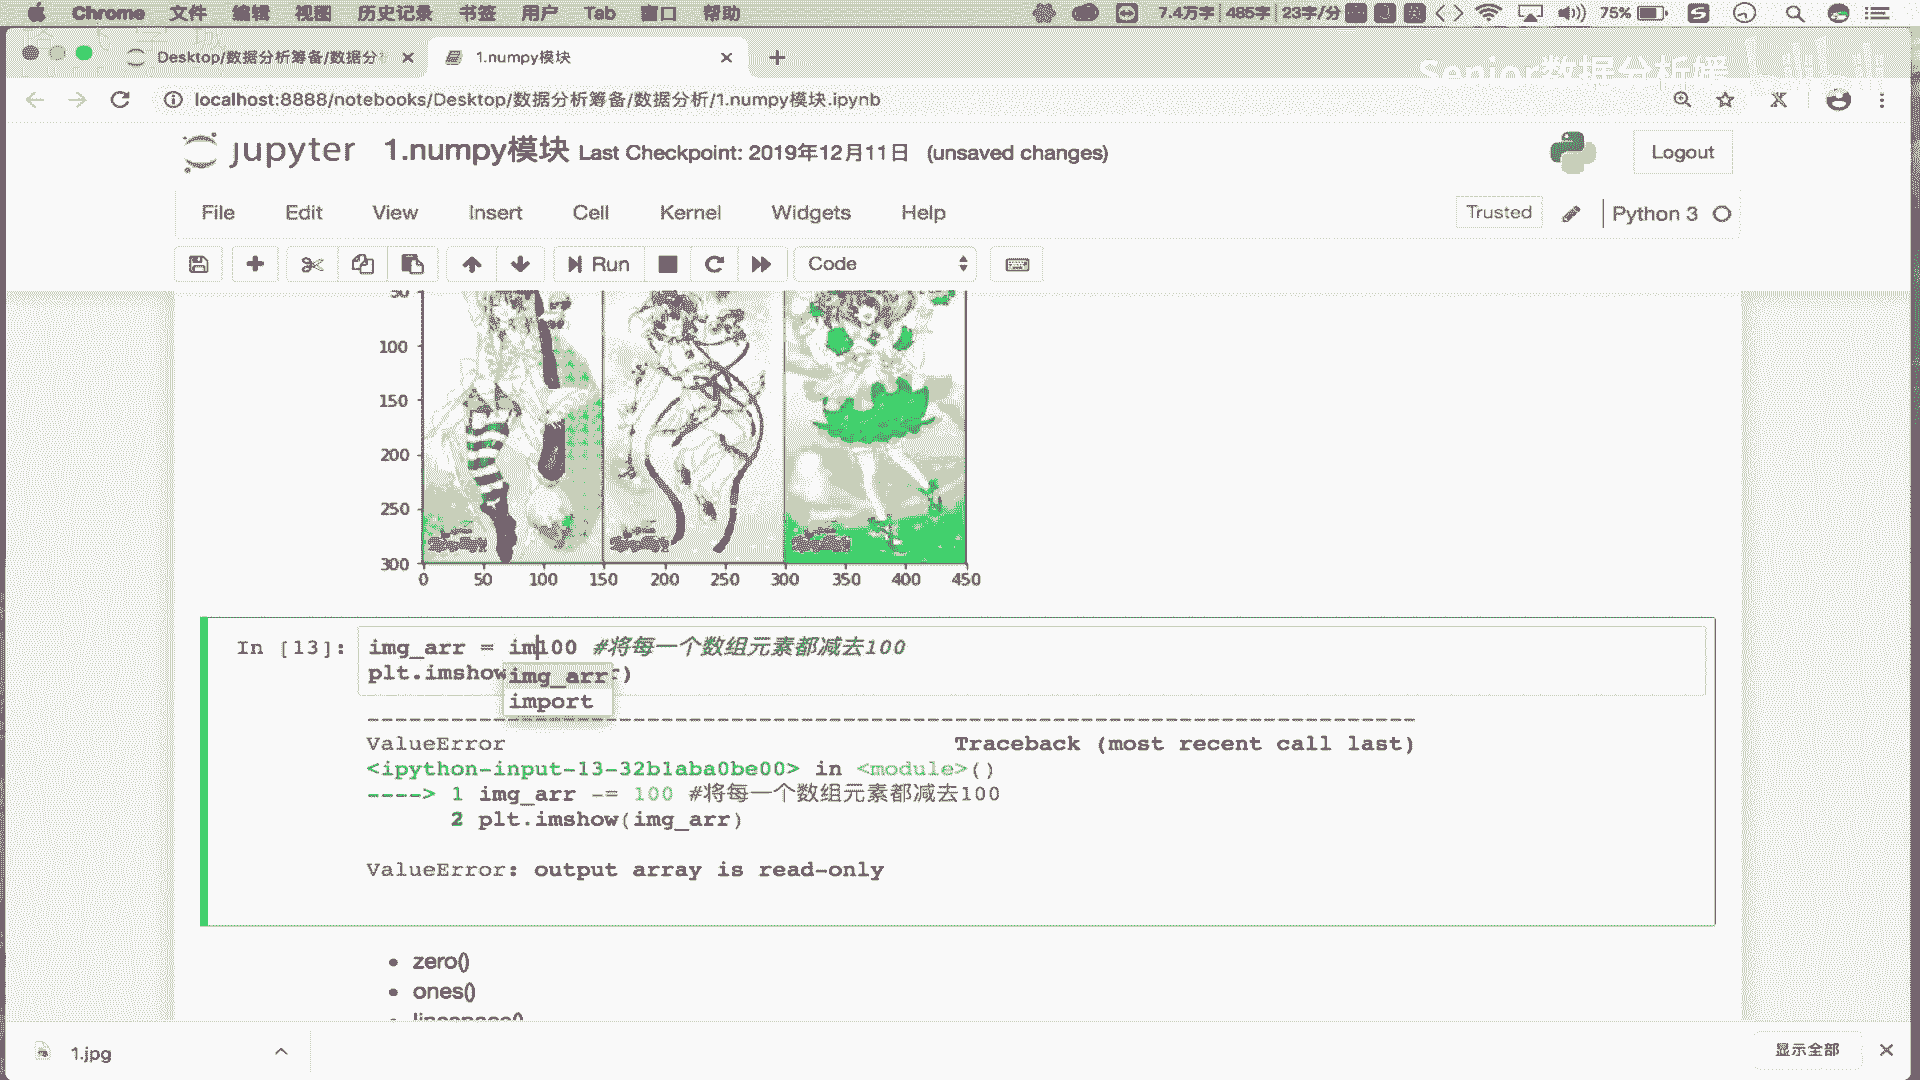 Chrome 文件 编辑 视图 历史记录 书签 用户 Tab 窗口 帮助 7.4万字 485字 23字/分 75%
Desktop/数据分析筹备/数据分析
1.numpy模块
Senior数据分析媛 bilibili
localhost:8888/notebooks/Desktop/数据分析筹备/数据分析/1.numpy模块.ipynb
jupyter 1.numpy模块 Last Checkpoint: 2019年12月11日 (unsaved changes) Logout
File Edit View Insert Cell Kernel Widgets Help Trusted Python 3
Run Code
50
100
150
200
250
300
0 50 100 150 200 250 300 350 400 450
In [13]: img_arr = im100 #将每一个数组元素都减去100
plt.imshow r)
img_arr
import
---------------------------------------------------------------------------
ValueError Traceback (most recent call last)
<ipython-input-13-32b1aba0be00> in <module>()
----> 1 img_arr -= 100 #将每一个数组元素都减去100
2 plt.imshow(img_arr)
ValueError: output array is read-only
• zero()
• ones()
• linespace()
1.jpg 显示全部